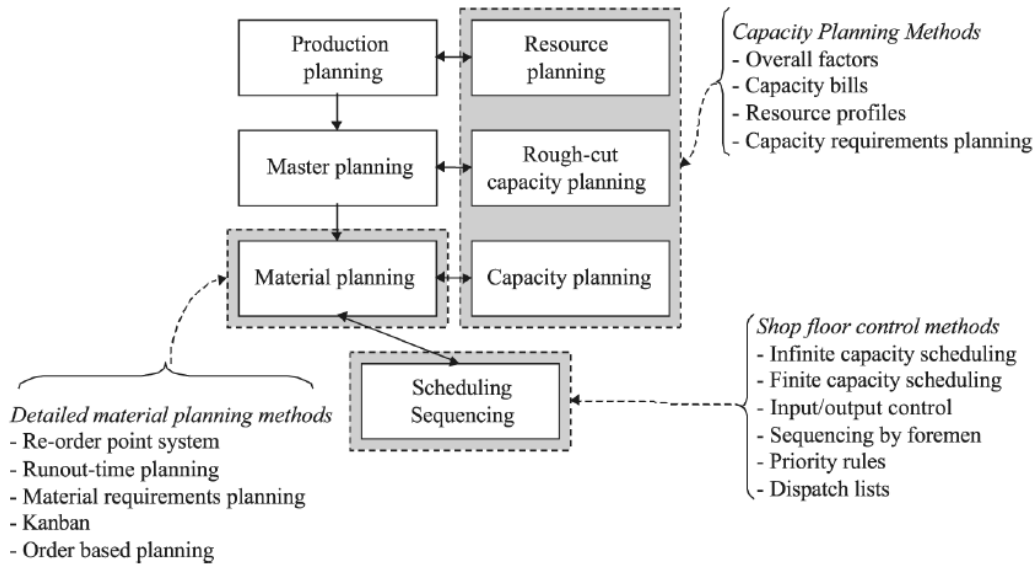 Production
planning
Resource
planning
Capacity Planning Methods
- Overall factors
- Capacity bills
- Resource profiles
- Capacity requirements planning
Master planning
Rough-cut
capacity planning
Material planning
Capacity planning
Scheduling
Sequencing
Shop floor control methods
- Infinite capacity scheduling
- Finite capacity scheduling
- Input/output control
- Sequencing by foremen
- Priority rules
- Dispatch lists
Detailed material planning methods
- Re-order point system
- Runout-time planning
- Material requirements planning
- Kanban
- Order based planning